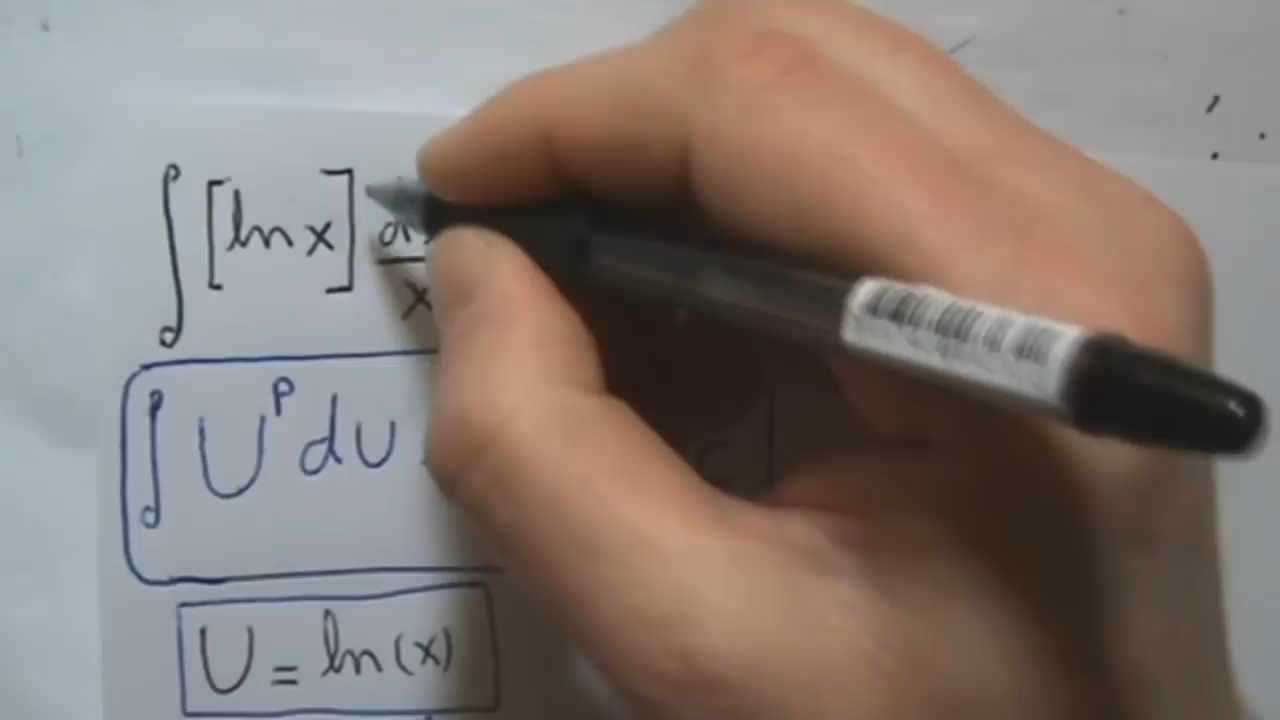 ∫ [ln x] d
x
∫ U^p du
c
U = ln(x)